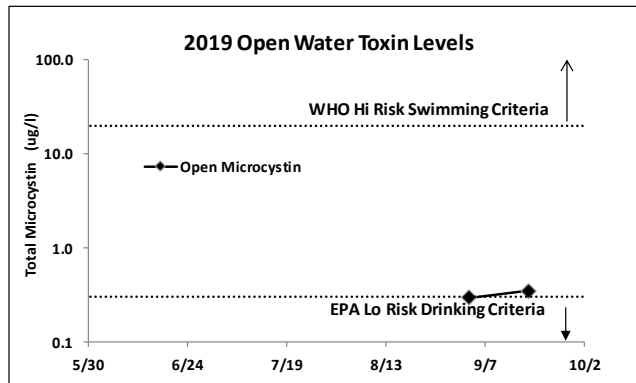 2019 Open Water Toxin Levels
100.0
WHO Hi Risk Swimming Criteria
10.0
Open Microcystin
Total Microcystin (ug/l)
1.0
EPA Lo Risk Drinking Criteria
0.1
5/30 6/24 7/19 8/13 9/7 10/2